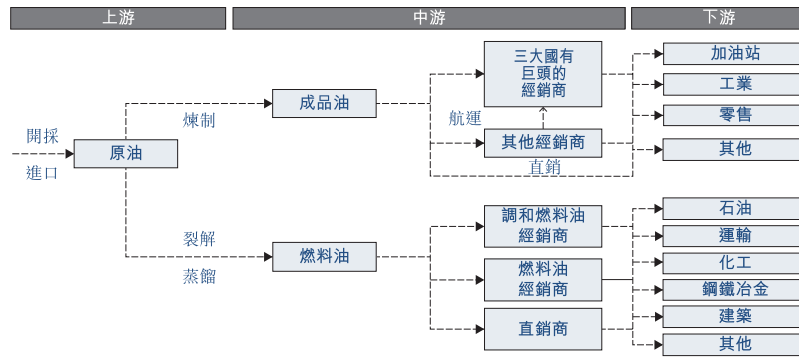 上游
中游
下游
開採
進口
原油
煉制
裂解
蒸餾
成品油
燃料油
航運
直銷
三大國有
巨頭的
經銷商
其他經銷商
調和燃料油
經銷商
燃料油
經銷商
直銷商
加油站
工業
零售
其他
石油
運輸
化工
鋼鐵冶金
建築
其他